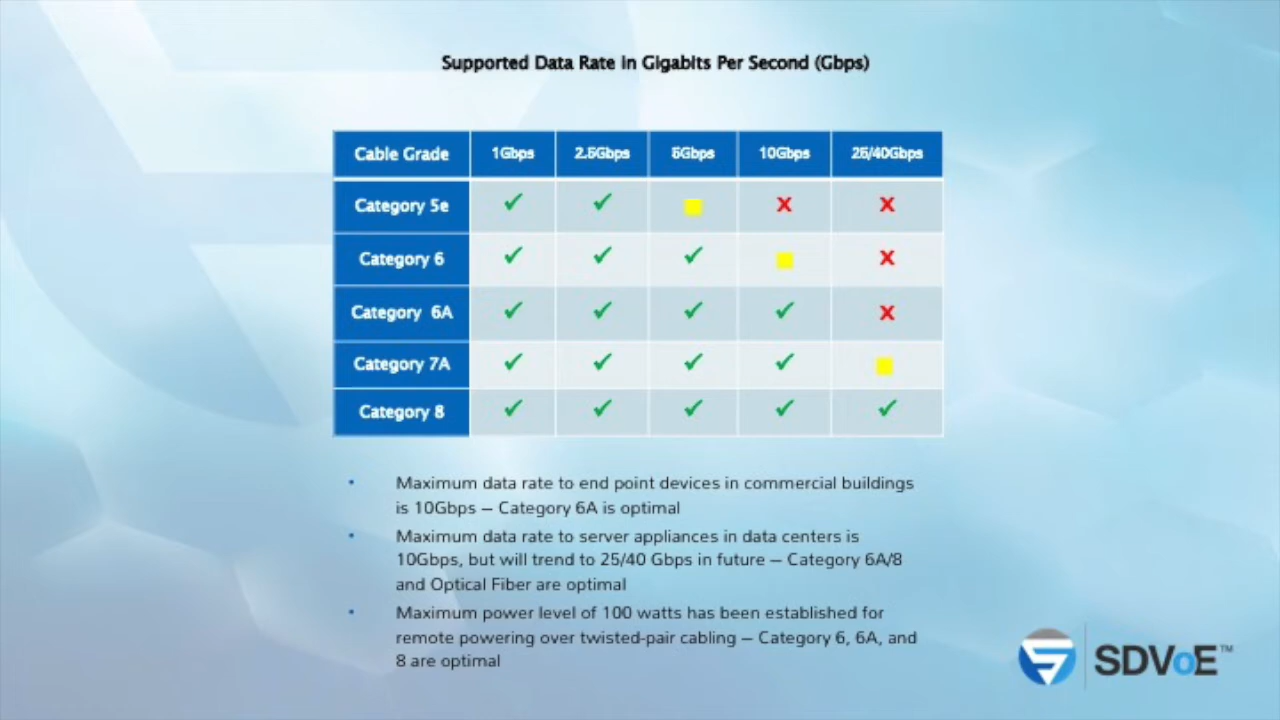 Supported Data Rate in Gigabits Per Second (Gbps)
Cable Grade 1Gbps 2.5Gbps 5Gbps 10Gbps 25/40Gbps
Category 5e ✓ ✓ ■ X X
Category 6 ✓ ✓ ✓ ■ X
Category 6A ✓ ✓ ✓ ✓ X
Category 7A ✓ ✓ ✓ ✓ ■
Category 8 ✓ ✓ ✓ ✓ ✓
• Maximum data rate to end point devices in commercial buildings
is 10Gbps – Category 6A is optimal
• Maximum data rate to server appliances in data centers is
10Gbps, but will trend to 25/40 Gbps in future – Category 6A/8
and Optical Fiber are optimal
• Maximum power level of 100 watts has been established for
remote powering over twisted-pair cabling – Category 6, 6A, and
8 are optimal
SDVoE™